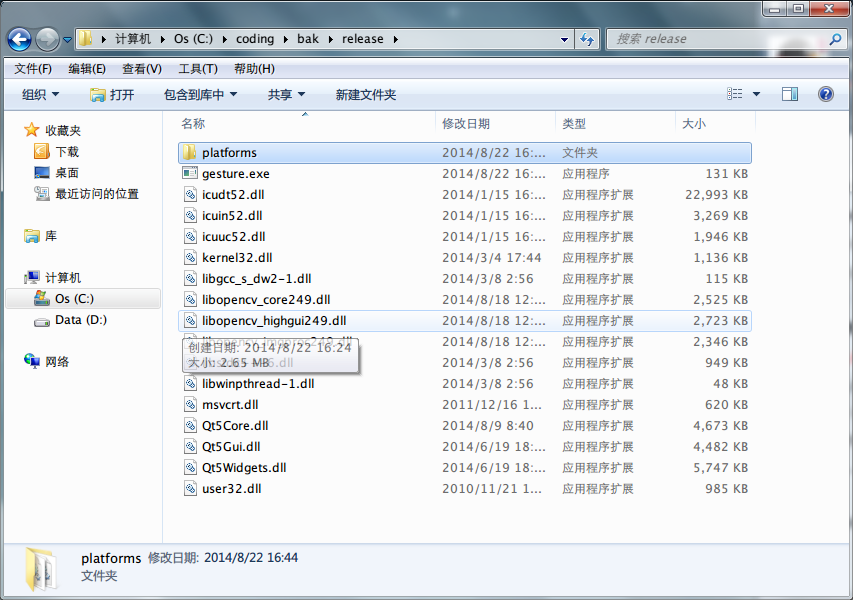 计算机 Os (C:) coding bak release
搜索 release
文件(F) 编辑(E) 查看(V) 工具(T) 帮助(H)
组织 打开 包含到库中 共享 新建文件夹
收藏夹
下载
桌面
最近访问的位置
库
计算机
Os (C:)
Data (D:)
网络
名称 修改日期 类型 大小
platforms 2014/8/22 16:... 文件夹
gesture.exe 2014/8/22 16:... 应用程序 131 KB
icudt52.dll 2014/1/15 16:... 应用程序扩展 22,993 KB
icuin52.dll 2014/1/15 16:... 应用程序扩展 3,269 KB
icuuc52.dll 2014/1/15 16:... 应用程序扩展 1,946 KB
kernel32.dll 2014/3/4 17:44 应用程序扩展 1,136 KB
libgcc_s_dw2-1.dll 2014/3/8 2:56 应用程序扩展 115 KB
libopencv_core249.dll 2014/8/18 12:... 应用程序扩展 2,525 KB
libopencv_highgui249.dll 2014/8/18 12:... 应用程序扩展 2,723 KB
2014/8/18 12:... 应用程序扩展 2,346 KB
创建日期: 2014/8/22 16:24
大小: 2.65 MB
2014/3/8 2:56 应用程序扩展 949 KB
libwinpthread-1.dll 2014/3/8 2:56 应用程序扩展 48 KB
msvcrt.dll 2011/12/16 1... 应用程序扩展 620 KB
Qt5Core.dll 2014/8/9 8:40 应用程序扩展 4,673 KB
Qt5Gui.dll 2014/6/19 18:... 应用程序扩展 4,482 KB
Qt5Widgets.dll 2014/6/19 18:... 应用程序扩展 5,747 KB
user32.dll 2010/11/21 1... 应用程序扩展 985 KB
platforms 修改日期: 2014/8/22 16:44
文件夹